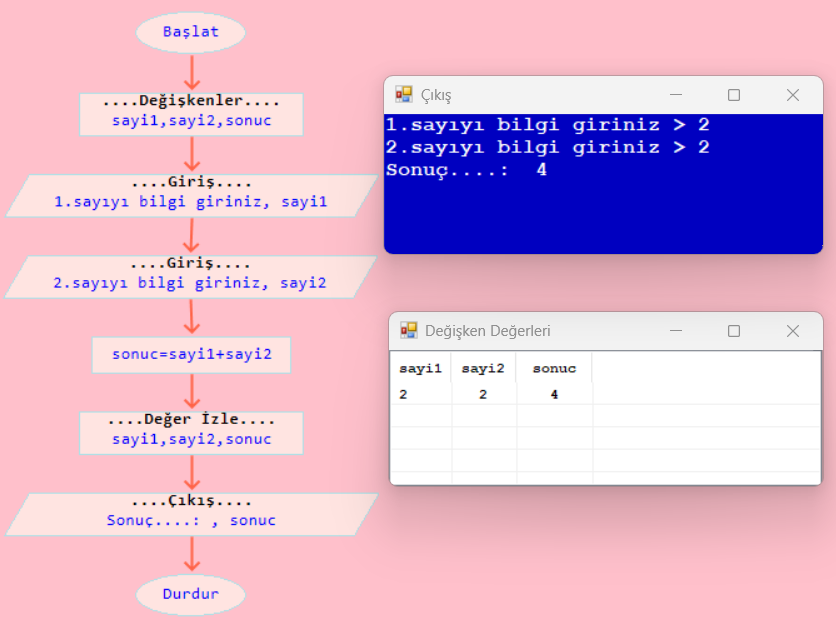 Başlat
....Değişkenler....
sayi1,sayi2,sonuc
....Giriş....
1.sayıyı bilgi giriniz, sayi1
....Giriş....
2.sayıyı bilgi giriniz, sayi2
sonuc=sayi1+sayi2
....Değer İzle....
sayi1,sayi2,sonuc
....Çıkış....
Sonuç....: , sonuc
Durdur
Çıkış
1.sayıyı bilgi giriniz > 2
2.sayıyı bilgi giriniz > 2
Sonuç....: 4
Değişken Değerleri
sayi1 sayi2 sonuc
2 2 4